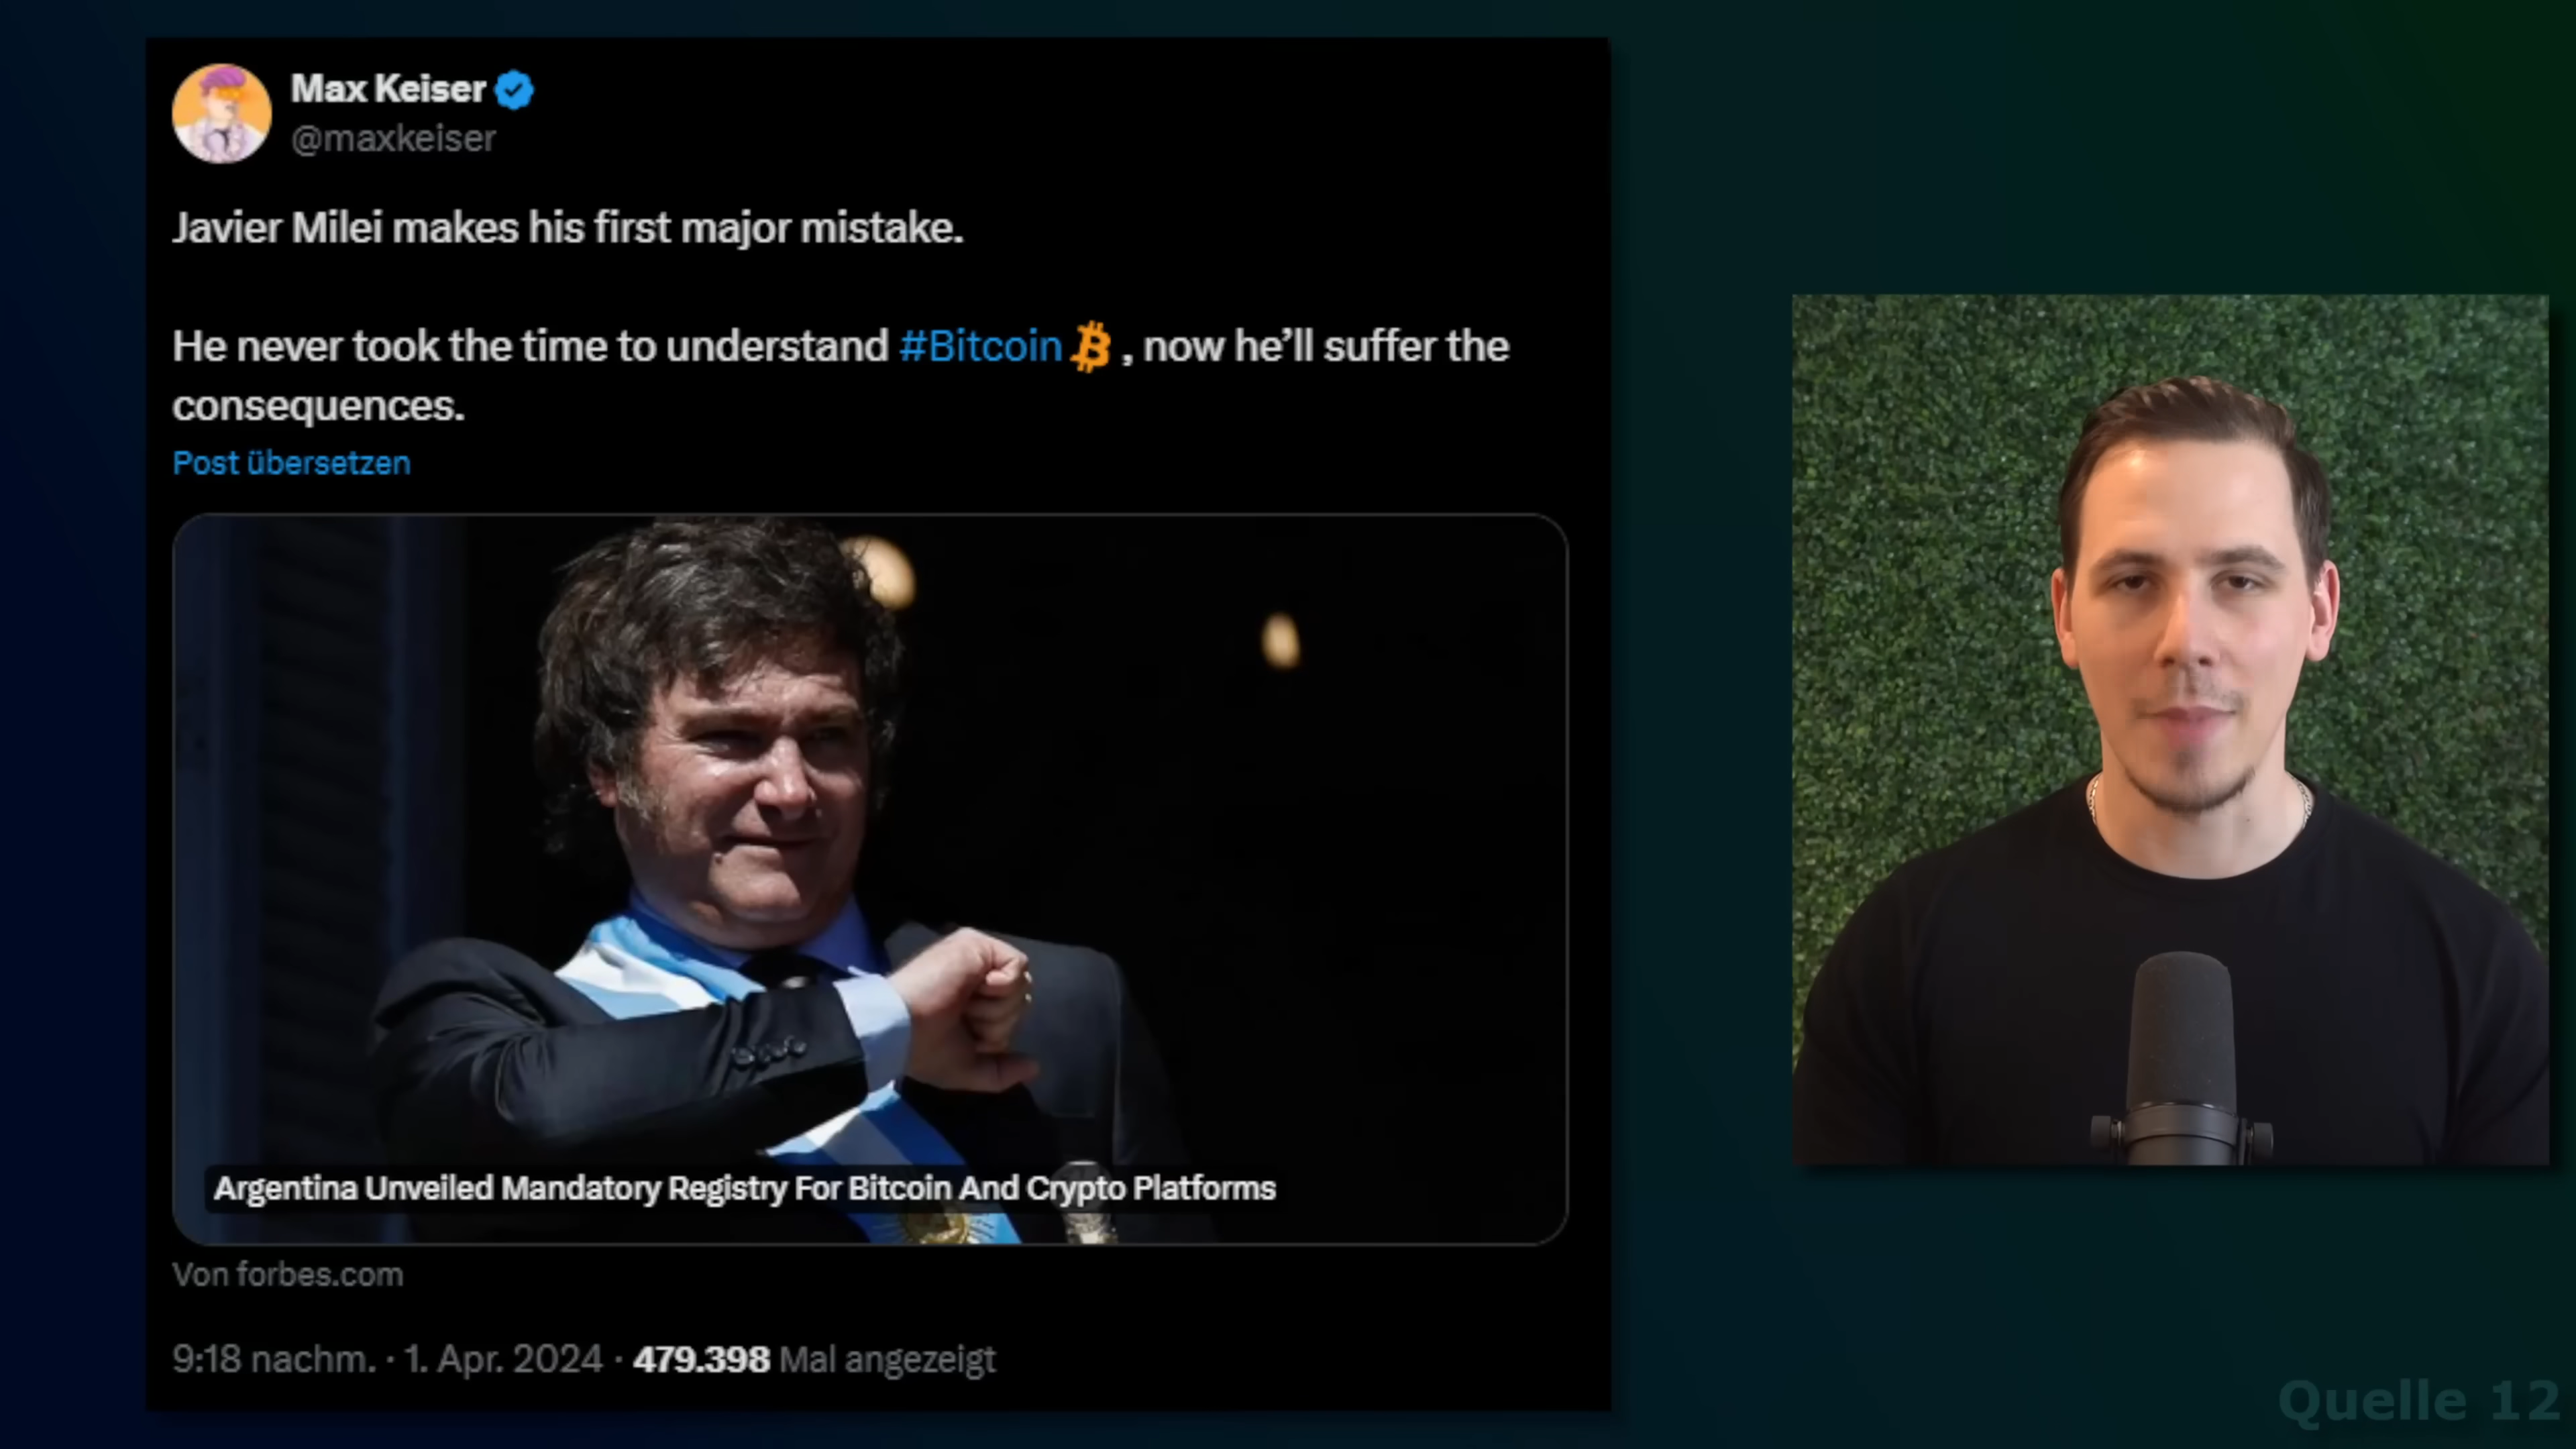 Max Keiser
@maxkeiser
Javier Milei makes his first major mistake.
He never took the time to understand #Bitcoin₿, now he’ll suffer the
consequences.
Post übersetzen
Argentina Unveiled Mandatory Registry For Bitcoin And Crypto Platforms
Von forbes.com
9:18 nachm. · 1. Apr. 2024 · 479.398 Mal angezeigt
Quelle 12